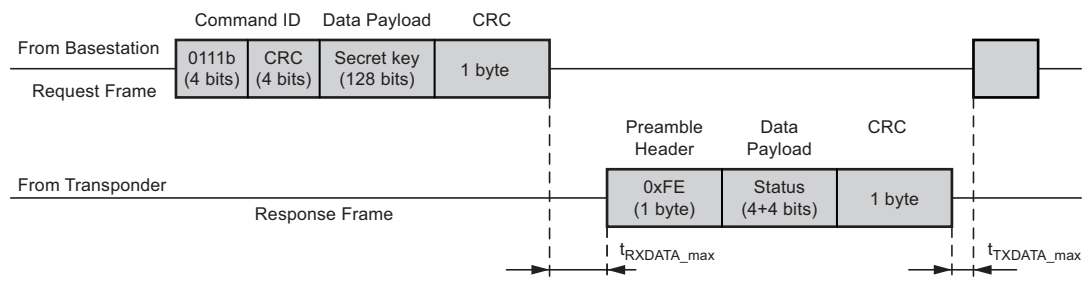 Command ID Data Payload CRC
From Basestation
0111b
(4 bits)
CRC
(4 bits)
Secret key
(128 bits)
1 byte
Request Frame
Preamble
Header
Data
Payload
CRC
From Transponder
0xFE
(1 byte)
Status
(4+4 bits)
1 byte
Response Frame
tRXDATA_max
tTXDATA_max